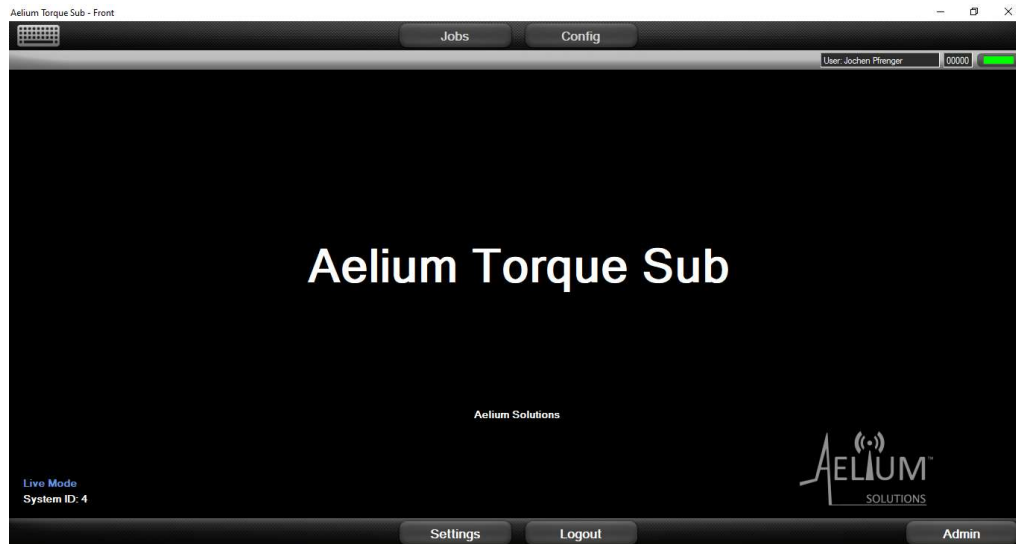 Aelium Torque Sub - Front
Jobs
Config
User: Jochen Pfrenger
00000
Aelium Torque Sub
Aelium Solutions
AELIUM™
SOLUTIONS
Live Mode
System ID: 4
Settings
Logout
Admin